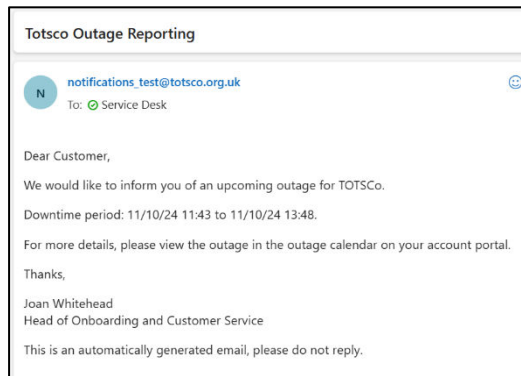 Totsco Outage Reporting
N
notifications_test@totsco.org.uk
To: Service Desk
Dear Customer,
We would like to inform you of an upcoming outage for TOTSCo.
Downtime period: 11/10/24 11:43 to 11/10/24 13:48.
For more details, please view the outage in the outage calendar on your account portal.
Thanks,
Joan Whitehead
Head of Onboarding and Customer Service
This is an automatically generated email, please do not reply.